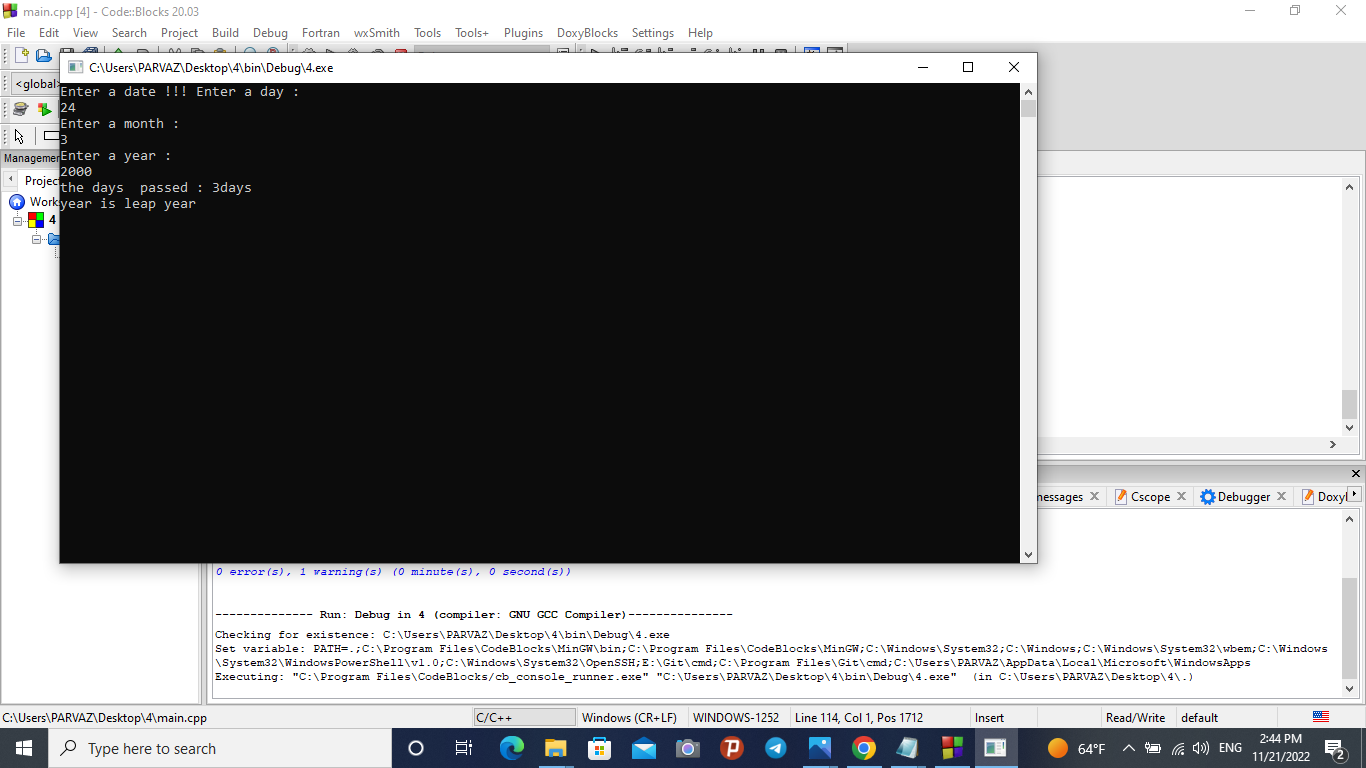 main.cpp [4] - Code::Blocks 20.03
File Edit View Search Project Build Debug Fortran wxSmith Tools Tools+ Plugins DoxyBlocks Settings Help
C:\Users\PARVAZ\Desktop\4\bin\Debug\4.exe
<global>
Enter a date !!! Enter a day :
24
Enter a month :
3
Enter a year :
2000
the days  passed : 3days
year is leap year
4
Cscope
Debugger
0 error(s), 1 warning(s) (0 minute(s), 0 second(s))
-------------- Run: Debug in 4 (compiler: GNU GCC Compiler)---------------
Checking for existence: C:\Users\PARVAZ\Desktop\4\bin\Debug\4.exe
Set variable: PATH=.;C:\Program Files\CodeBlocks\MinGW\bin;C:\Program Files\CodeBlocks\MinGW;C:\Windows\System32;C:\Windows;C:\Windows\System32\wbem;C:\Windows
\System32\WindowsPowerShell\v1.0;C:\Windows\System32\OpenSSH;E:\Git\cmd;C:\Program Files\Git\cmd;C:\Users\PARVAZ\AppData\Local\Microsoft\WindowsApps
Executing: "C:\Program Files\CodeBlocks/cb_console_runner.exe" "C:\Users\PARVAZ\Desktop\4\bin\Debug\4.exe"  (in C:\Users\PARVAZ\Desktop\4\.)
C:\Users\PARVAZ\Desktop\4\main.cpp C/C++ Windows (CR+LF) WINDOWS-1252 Line 114, Col 1, Pos 1712 Insert Read/Write default
Type here to search
64°F
ENG
2:44 PM
11/21/2022
2